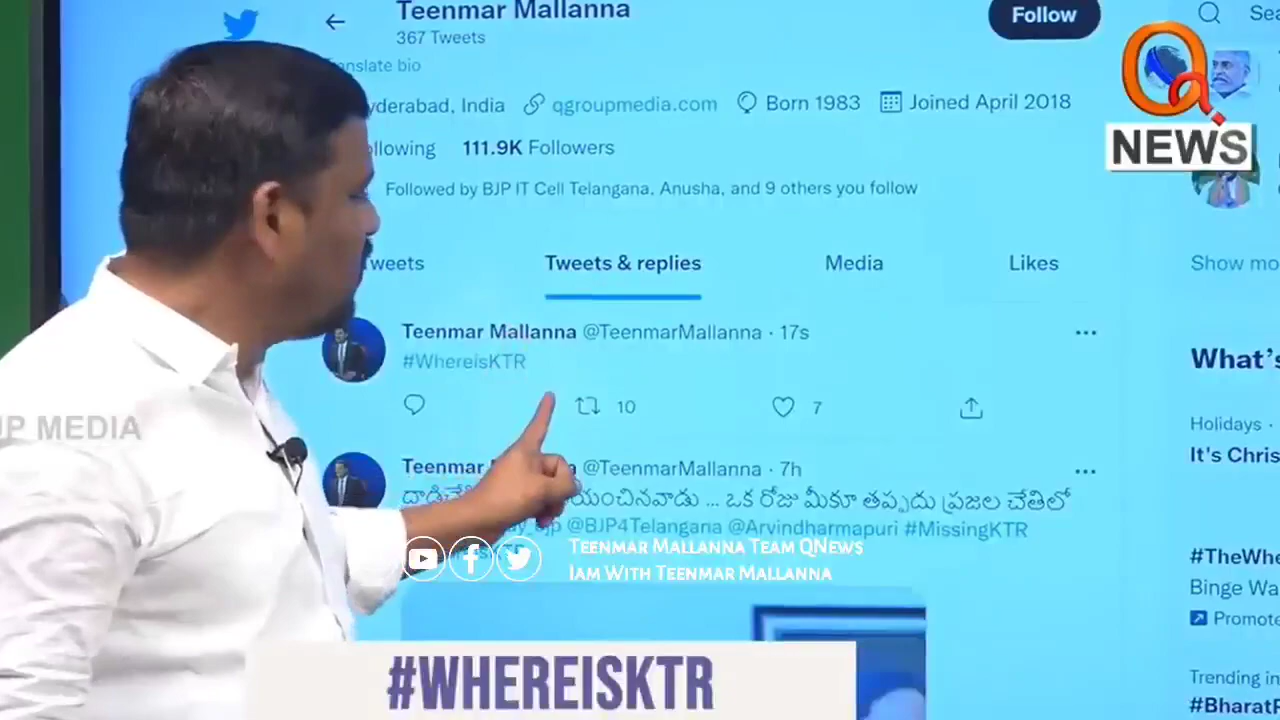 Teenmar Mallanna
367 Tweets
Follow
Translate bio
yderabad, India qgroupmedia.com Born 1983 Joined April 2018
ollowing 111.9K Followers
Followed by BJP IT Cell Telangana, Anusha, and 9 others you follow
weets Tweets & replies Media Likes
Teenmar Mallanna @TeenmarMallanna · 17s
#WhereisKTR
10 7
Teenmar @TeenmarMallanna · 7h
... ఒక రోజు మీకూ తప్పదు ప్రజల చేతిలో
@BJP4Telangana @Arvindharmapuri #MissingKTR
TEENMAR MALLANNA TEAM QNEWS
IAM WITH TEENMAR MALLANNA
#WHEREISKTR
UP MEDIA
Q
NEWS
Sea
Show mo
What's
Holidays ·
It's Chris
#TheWhe
Binge Wa
Promote
Trending in
#BharatR